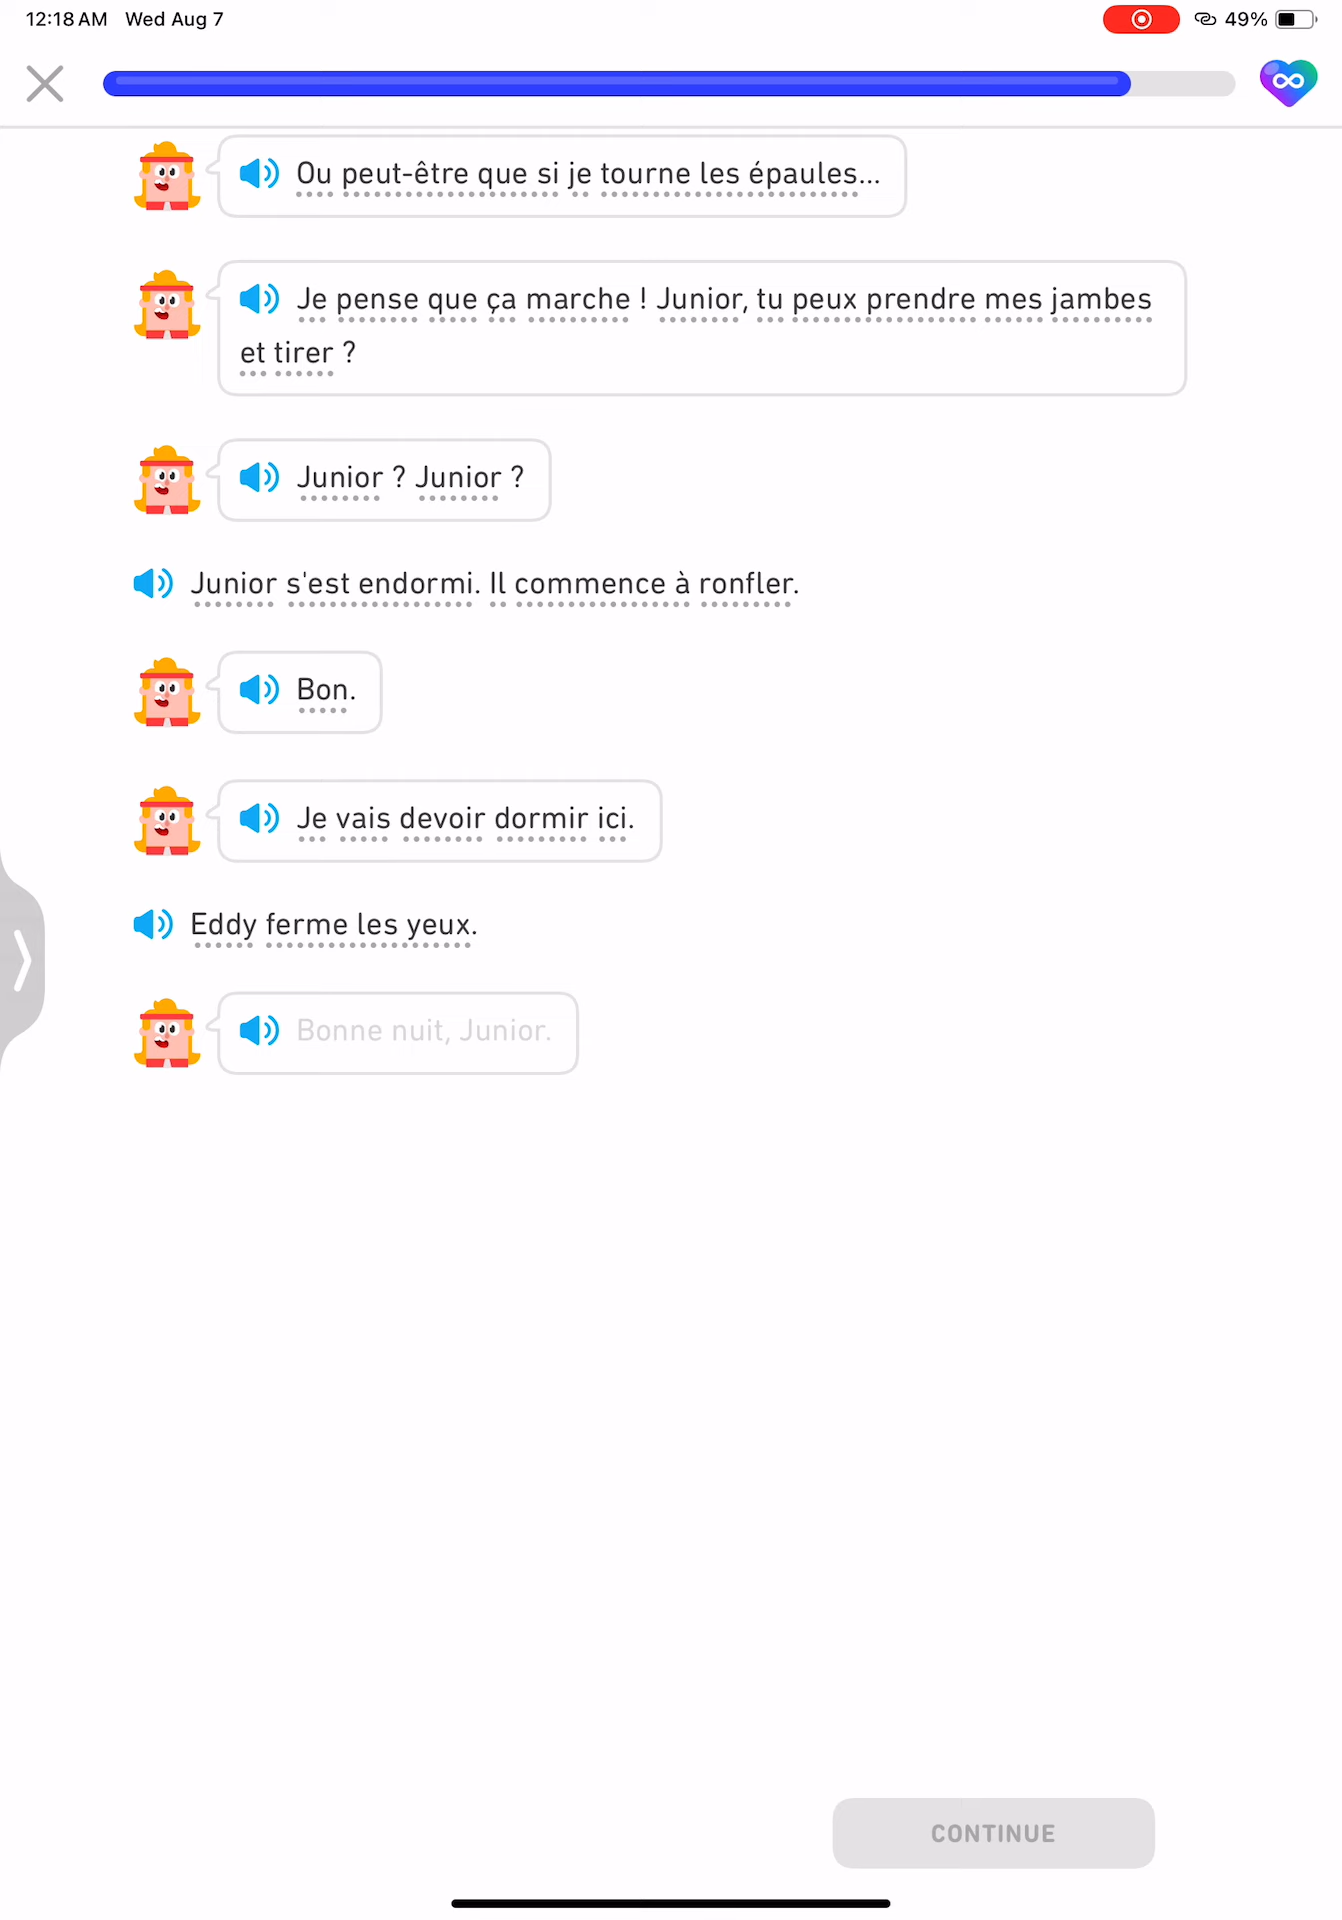 12:18 AM Wed Aug 7
49%
Ou peut-être que si je tourne les épaules...
Je pense que ça marche ! Junior, tu peux prendre mes jambes
et tirer ?
Junior ? Junior ?
Junior s'est endormi. Il commence à ronfler.
Bon.
Je vais devoir dormir ici.
Eddy ferme les yeux.
Bonne nuit, Junior.
CONTINUE